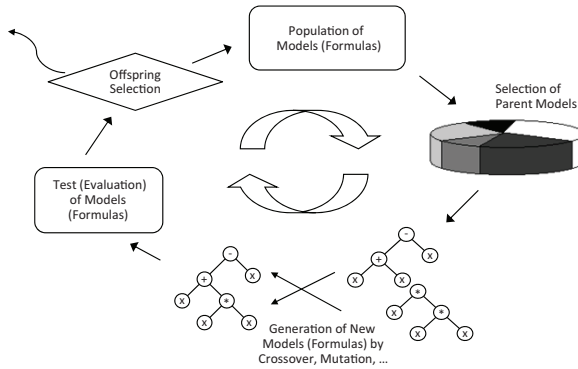 Population of
Models (Formulas)
Offspring
Selection
Selection of
Parent Models
Test (Evaluation)
of Models
(Formulas)
-
+
x
x
*
x
x
-
+
x
x
*
x
*
x
x
Generation of New
Models (Formulas) by
Crossover, Mutation, ...